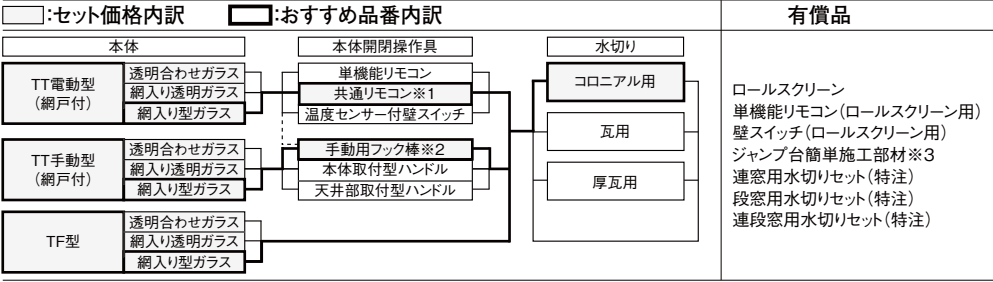 :セット価格内訳
:おすすめ品番内訳
有償品
本体
本体開閉操作具
水切り
TT電動型
(網戸付)
透明合わせガラス
網入り透明ガラス
網入り型ガラス
単機能リモコン
共通リモコン※1
温度センサー付壁スイッチ
コロニアル用
瓦用
厚瓦用
TT手動型
(網戸付)
透明合わせガラス
網入り透明ガラス
網入り型ガラス
手動用フック棒※2
本体取付型ハンドル
天井部取付型ハンドル
TF型
透明合わせガラス
網入り透明ガラス
網入り型ガラス
ロールスクリーン
単機能リモコン(ロールスクリーン用)
壁スイッチ(ロールスクリーン用)
ジャンプ台簡単施工部材※3
連窓用水切りセット(特注)
段窓用水切りセット(特注)
連段窓用水切りセット(特注)